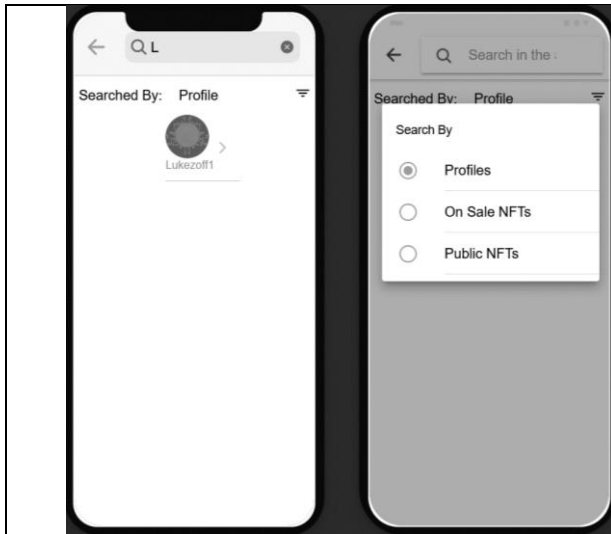 L
Searched By: Profile
Lukezoff1
Search in the
Searched By: Profile
Search By
Profiles
On Sale NFTs
Public NFTs